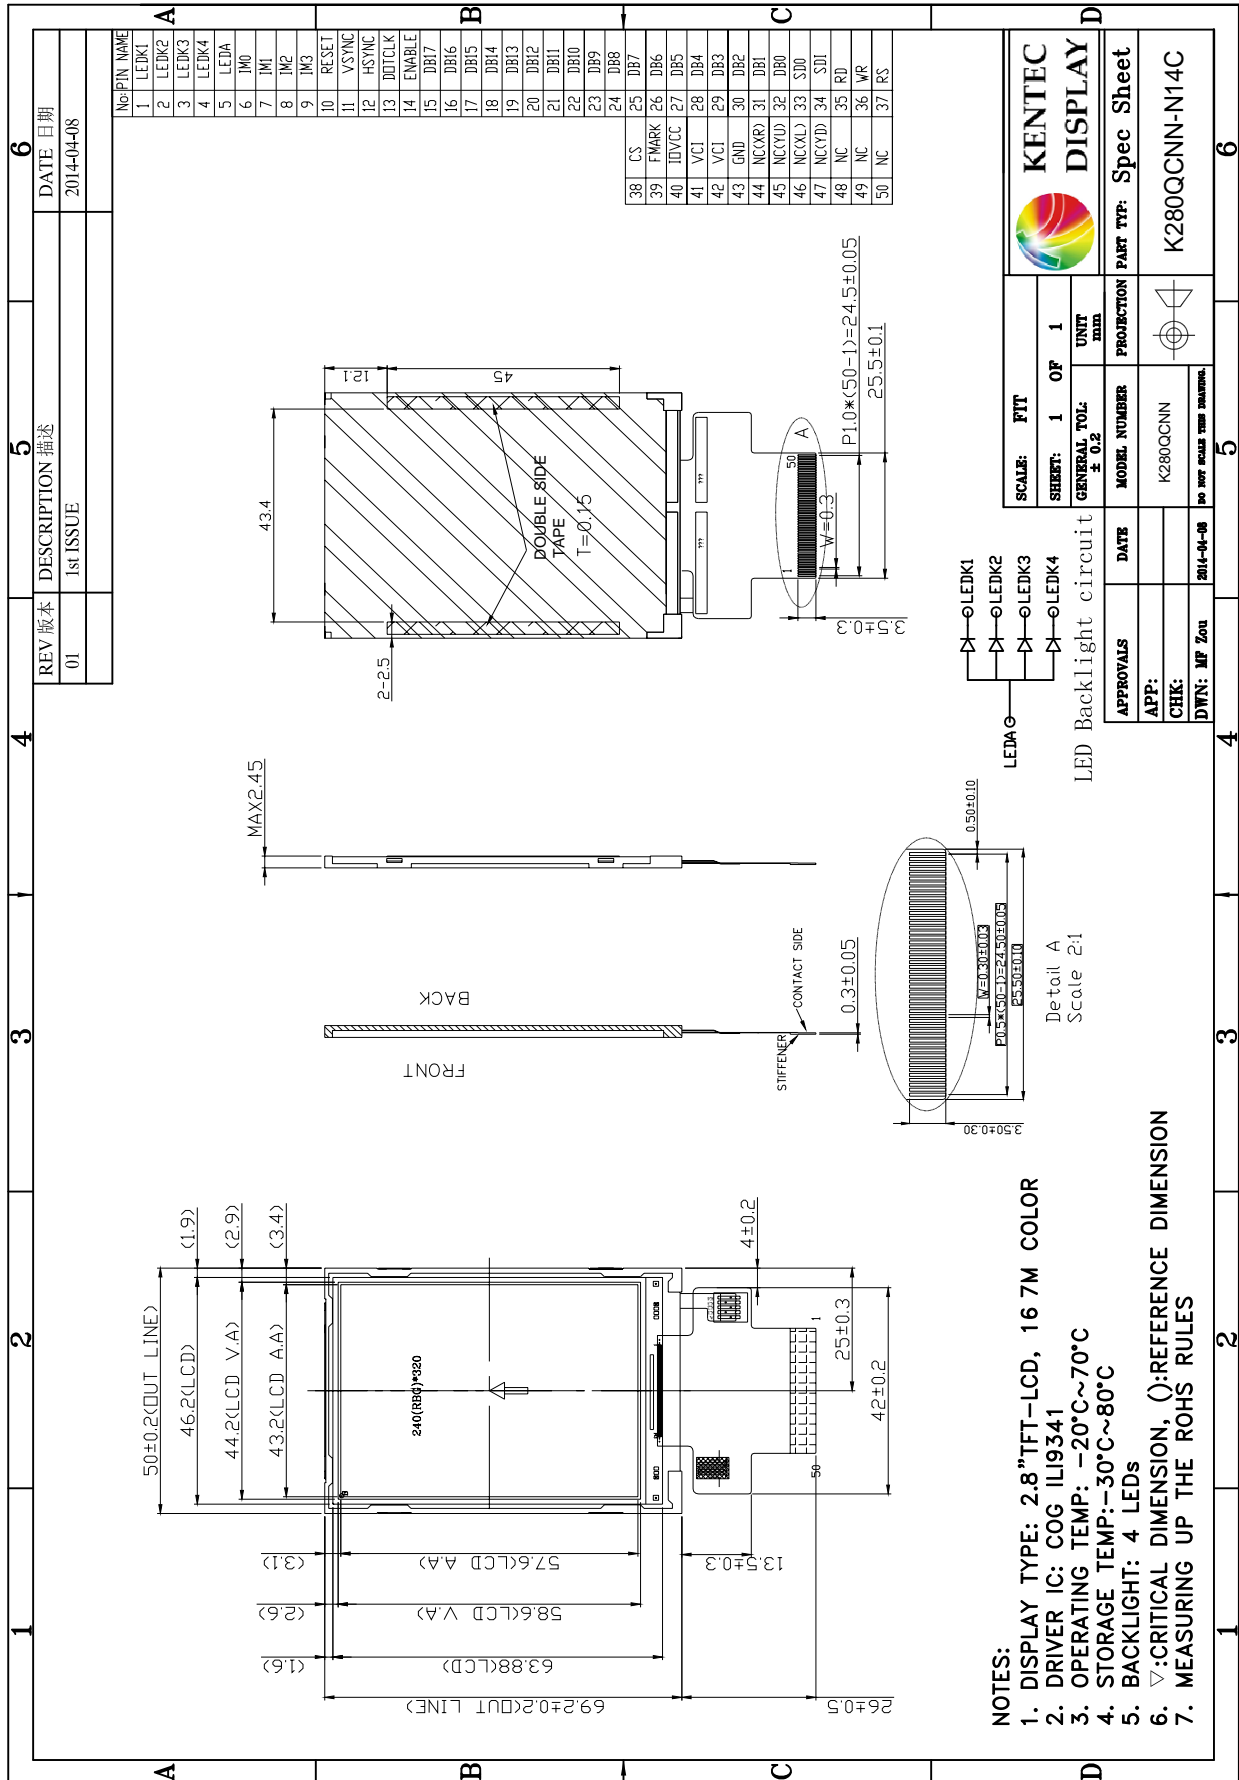 REV 版本 DESCRIPTION 描述 DATE 日期
01 1st ISSUE 2014-04-08
1 2 3 4 5 6
A
B
C
D
No: PIN NAME
1 LEDK1
2 LEDK2
3 LEDK3
4 LEDK4
5 LEDA
6 IM0
7 IM1
8 IM2
9 IM3
10 RESET
11 VSYNC
12 HSYNC
13 DOTCLK
14 ENABLE
15 DB17
16 DB16
17 DB15
18 DB14
19 DB13
20 DB12
21 DB11
22 DB10
23 DB9
24 DB8
25 DB7
26 DB6
27 DB5
28 DB4
29 DB3
30 DB2
31 DB1
32 DB0
33 SDO
34 SDI
35 RD
36 WR
37 RS
38 CS
39 FMARK
40 IOVCC
41 VCI
42 VCI
43 GND
44 NC(XR)
45 NC(YU)
46 NC(XL)
47 NC(YD)
48 NC
49 NC
50 NC
50±0.2(OUT LINE)
46.2(LCD)
44.2(LCD V.A)
43.2(LCD A.A)
(1.9)
(2.9)
(3.4)
240(RBG)*320
(3.1)
57.6(LCD A.A)
(2.6)
58.6(LCD V.A)
(1.6)
63.88(LCD)
69.2±0.2(OUT LINE)
13.5±0.3
26±0.5
4±0.2
25±0.3
42±0.2
1
50
FRONT
BACK
STIFFENER
CONTACT SIDE
0.3±0.05
MAX2.45
43.4
2-2.5
12.1
45
DOUBLE SIDE
TAPE
T=0.15
???
???
1
50
A
W=0.3
3.5±0.3
P1.0*(50-1)=24.5±0.05
25.5±0.1
3.50±0.30
0.50±0.10
W=0.30±0.03
P0.5*(50-1)=24.50±0.05
25.50±0.10
Detail A
Scale 2:1
LEDA
LEDK1
LEDK2
LEDK3
LEDK4
LED Backlight circuit
NOTES:
1. DISPLAY TYPE: 2.8"TFT-LCD, 16 7M COLOR
2. DRIVER IC: COG ILI9341
3. OPERATING TEMP: -20°C~70°C
4. STORAGE TEMP:-30°C~80°C
5. BACKLIGHT: 4 LEDs
6. ▽:CRITICAL DIMENSION, ():REFERENCE DIMENSION
7. MEASURING UP THE ROHS RULES
SCALE: FIT
SHEET: 1 OF 1
GENERAL TOL:
± 0.2
UNIT
mm
KENTEC
DISPLAY
APPROVALS DATE MODEL NUMBER PROJECTION PART TYP: Spec Sheet
APP:
CHK:
DWN: MF Zou 2014-04-08
K280QCNN
K280QCNN-N14C
DO NOT SCALE THIS DRAWING.
A
B
C
D
1 2 3 4 5 6